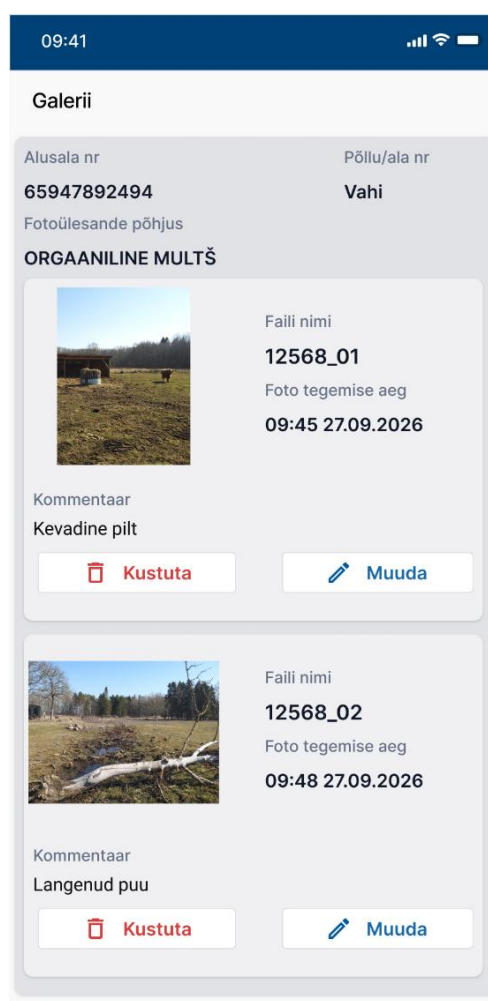 09:41
Galerii
Alusala nr Põllu/ala nr
65947892494 Vahi
Fotoülesande põhjus
ORGAANILINE MULTŠ
Faili nimi
12568_01
Foto tegemise aeg
09:45 27.09.2026
Kommentaar
Kevadine pilt
Kustuta Muuda
Faili nimi
12568_02
Foto tegemise aeg
09:48 27.09.2026
Kommentaar
Langenud puu
Kustuta Muuda